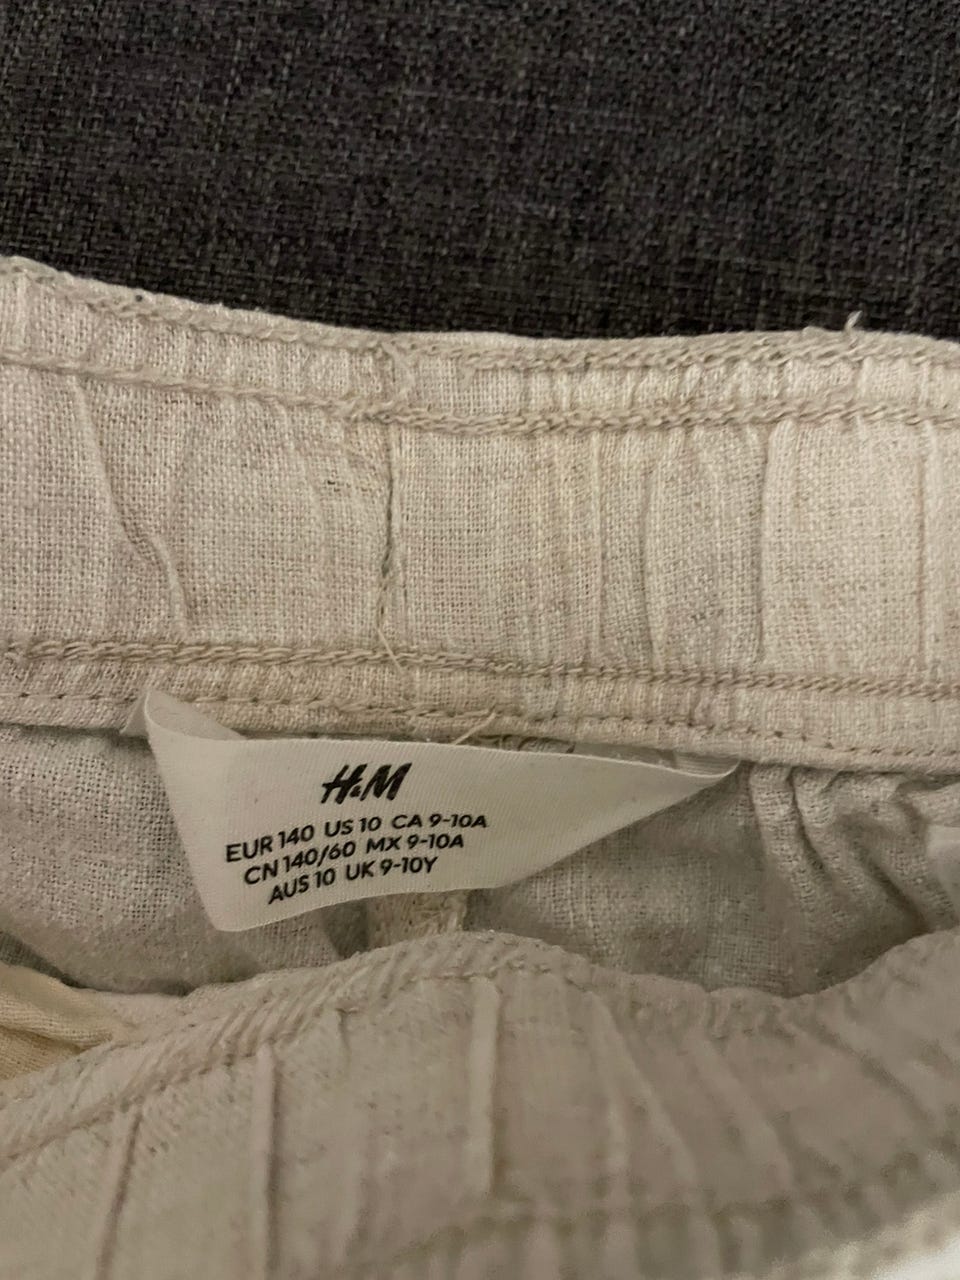 H&M
EUR 140 US 10 CA 9-10A
CN 140/60 MX 9-10A
AUS 10 UK 9-10Y